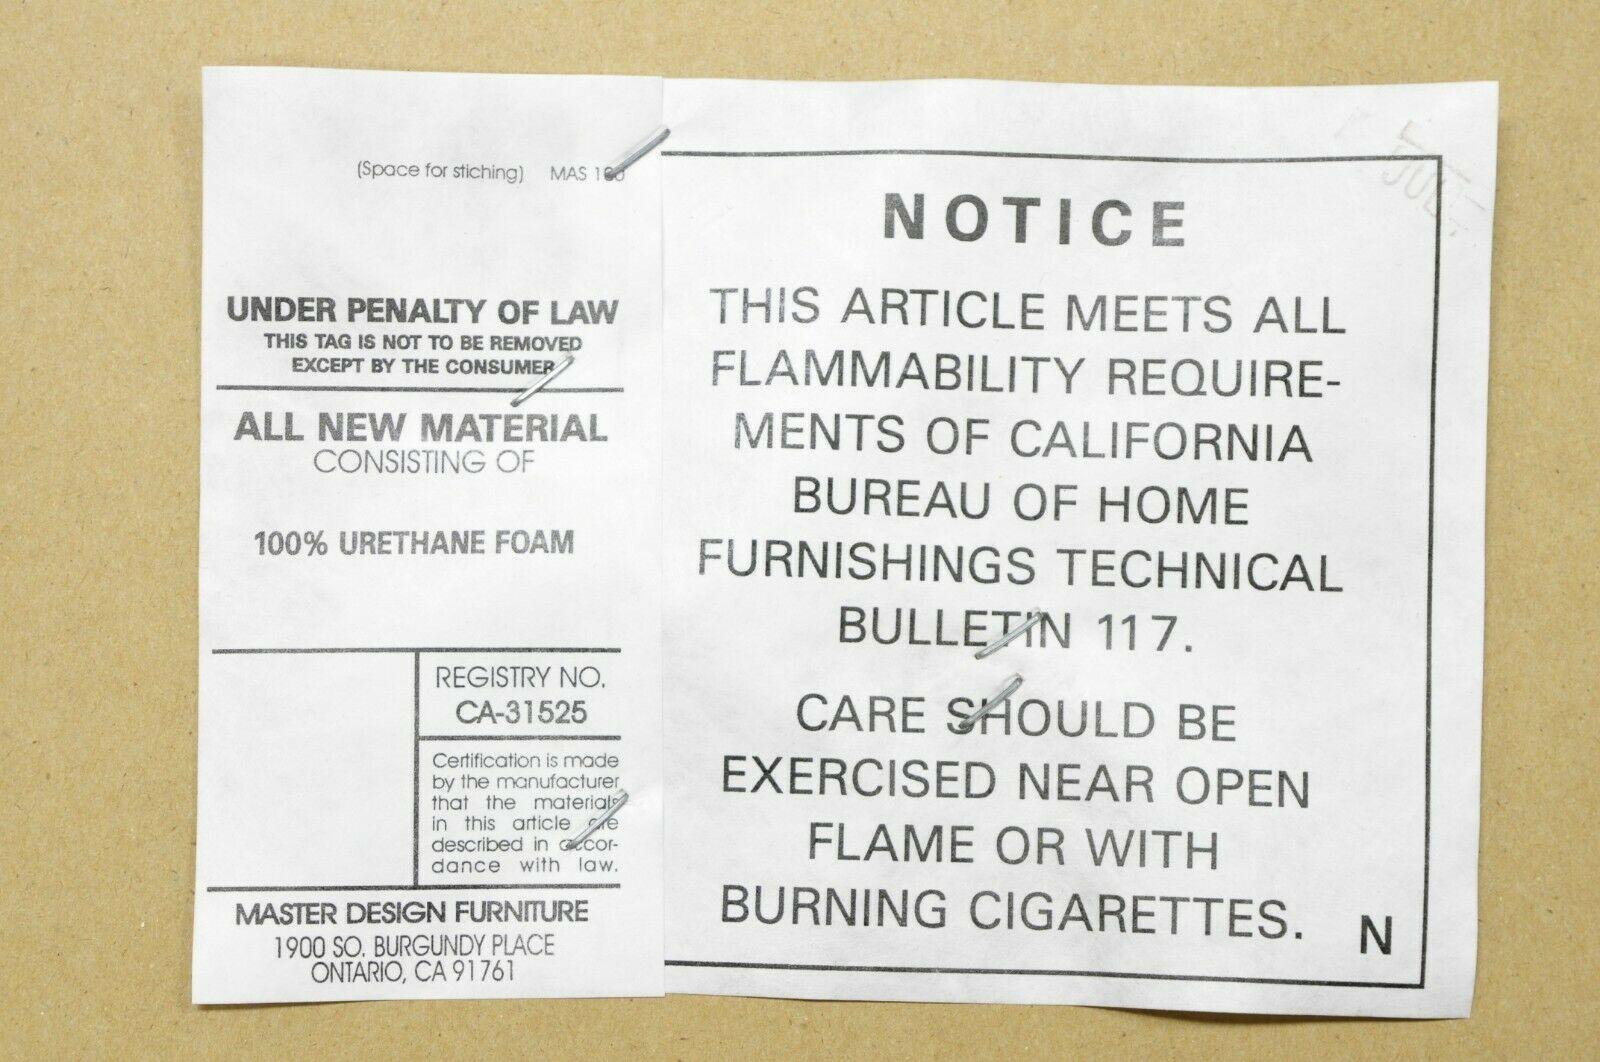 (Space for stiching) MAS
UNDER PENALTY OF LAW
THIS TAG IS NOT TO BE REMOVED
EXCEPT BY THE CONSUMER
ALL NEW MATERIAL
CONSISTING OF
100% URETHANE FOAM
REGISTRY NO.
CA-31525
Certification is made
by the manufacturer
that the materials
in this article are
described in accor-
dance with law.
MASTER DESIGN FURNITURE
1900 SO. BURGUNDY PLACE
ONTARIO, CA 91761
NOTICE
THIS ARTICLE MEETS ALL
FLAMMABILITY REQUIRE-
MENTS OF CALIFORNIA
BUREAU OF HOME
FURNISHINGS TECHNICAL
BULLETIN 117.
CARE SHOULD BE
EXERCISED NEAR OPEN
FLAME OR WITH
BURNING CIGARETTES.
N